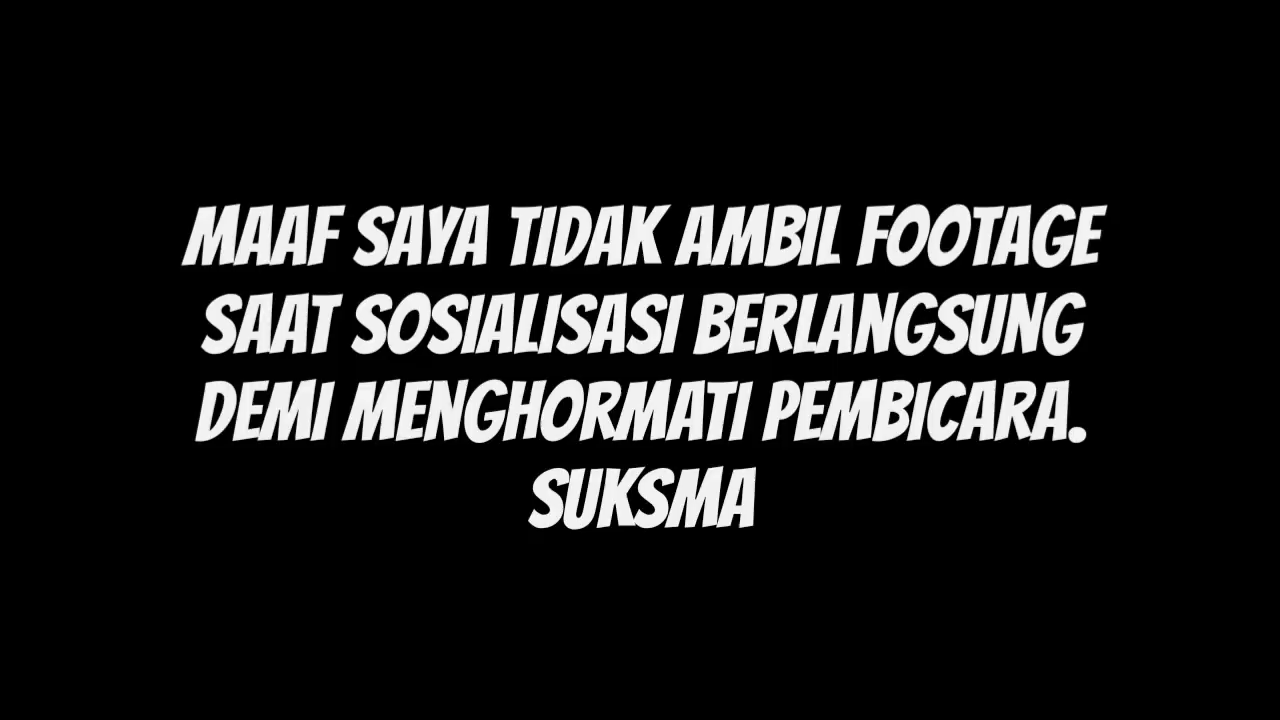 MAAF SAYA TIDAK AMBIL FOOTAGE
SAAT SOSIALISASI BERLANGSUNG
DEMI MENGHORMATI PEMBICARA.
SUKSMA